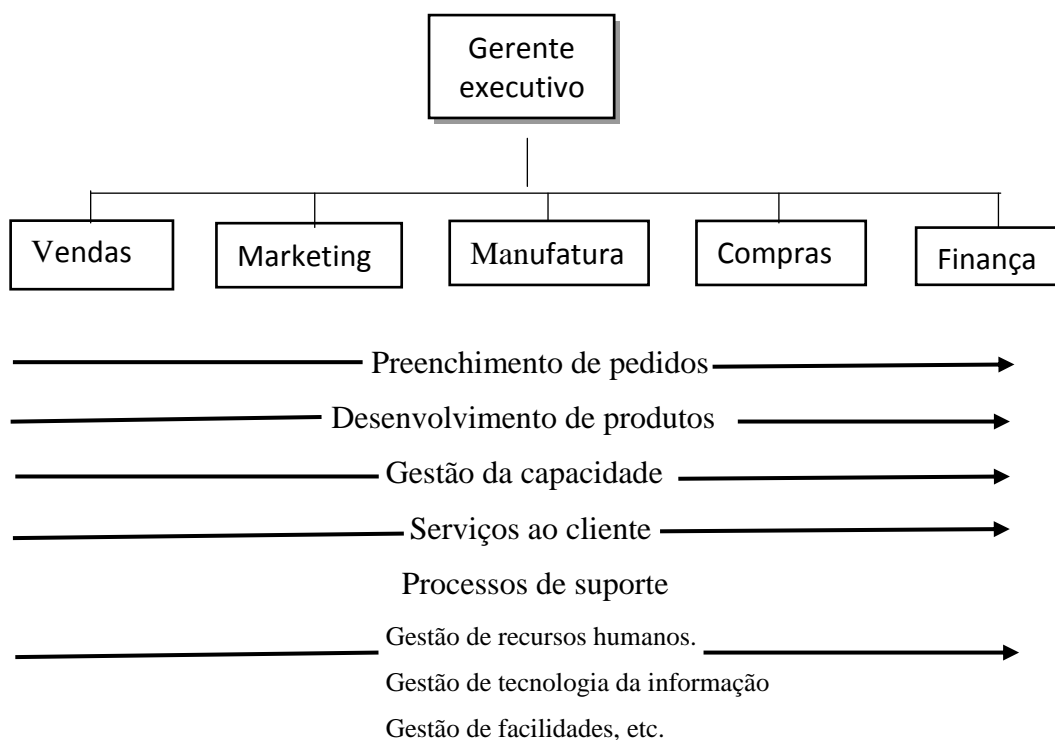 Gerente
executivo
Vendas
Marketing
Manufatura
Compras
Finança
Preenchimento de pedidos
Desenvolvimento de produtos
Gestão da capacidade
Serviços ao cliente
Processos de suporte
Gestão de recursos humanos.
Gestão de tecnologia da informação
Gestão de facilidades, etc.